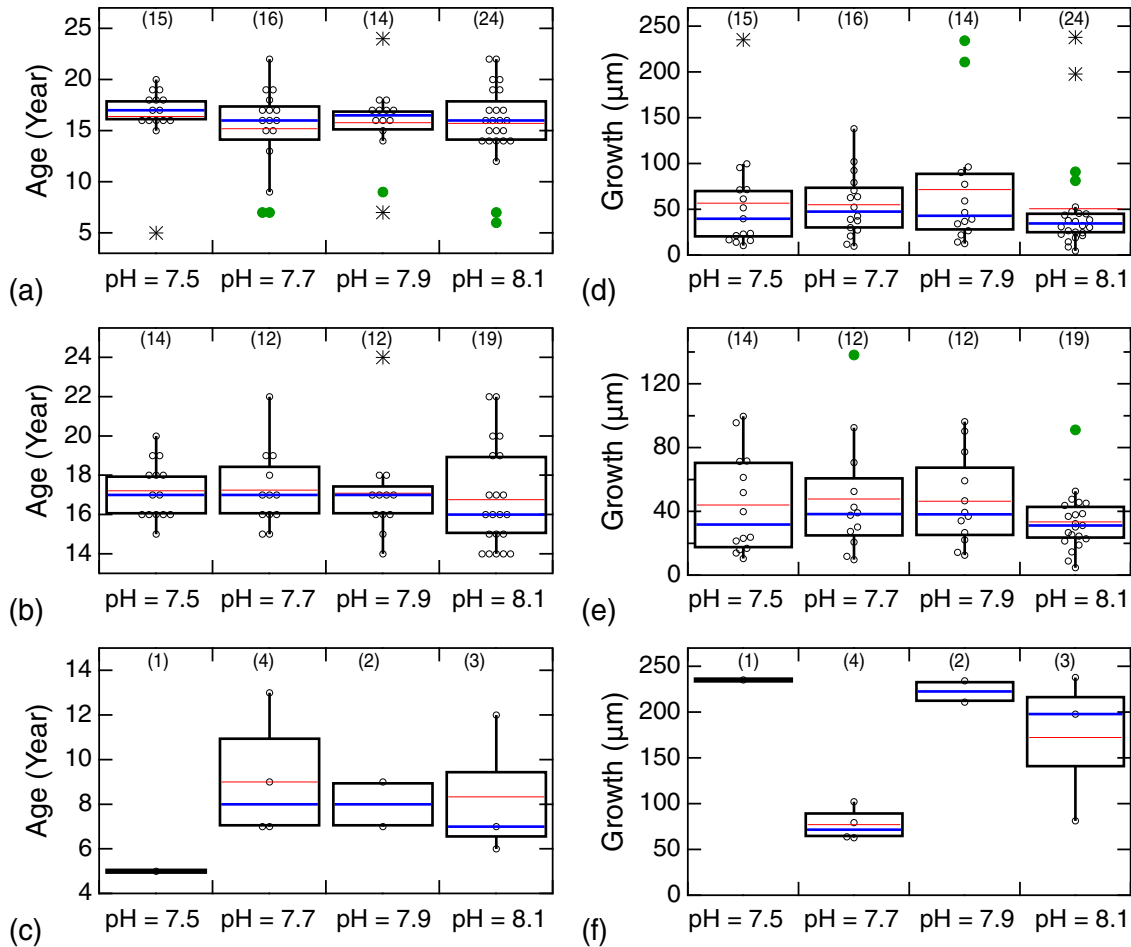 (15) (16) (14) (24)
25
20
15
10
5
Age (Year)
(a) pH = 7.5 pH = 7.7 pH = 7.9 pH = 8.1
(15) (16) (14) (24)
250
200
150
100
50
0
Growth (µm)
(d) pH = 7.5 pH = 7.7 pH = 7.9 pH = 8.1
(14) (12) (12) (19)
24
22
20
18
16
14
Age (Year)
(b) pH = 7.5 pH = 7.7 pH = 7.9 pH = 8.1
(14) (12) (12) (19)
120
80
40
0
Growth (µm)
(e) pH = 7.5 pH = 7.7 pH = 7.9 pH = 8.1
(1) (4) (2) (3)
14
12
10
8
6
4
Age (Year)
(c) pH = 7.5 pH = 7.7 pH = 7.9 pH = 8.1
(1) (4) (2) (3)
250
200
150
100
50
0
Growth (µm)
(f) pH = 7.5 pH = 7.7 pH = 7.9 pH = 8.1